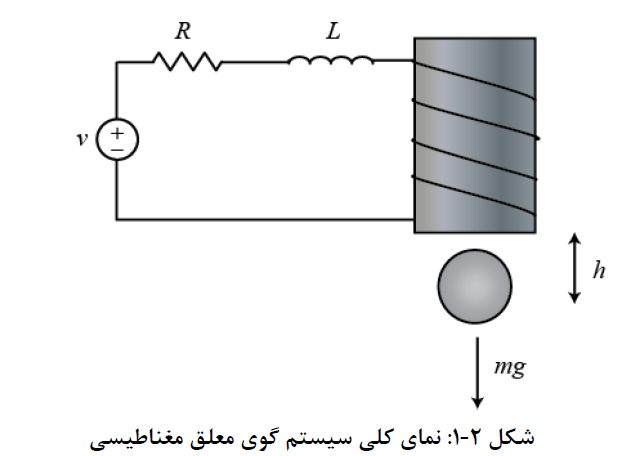 R
L
v
+
−
h
mg
شکل ۲-۱: نمای کلی سیستم گوی معلق مغناطیسی